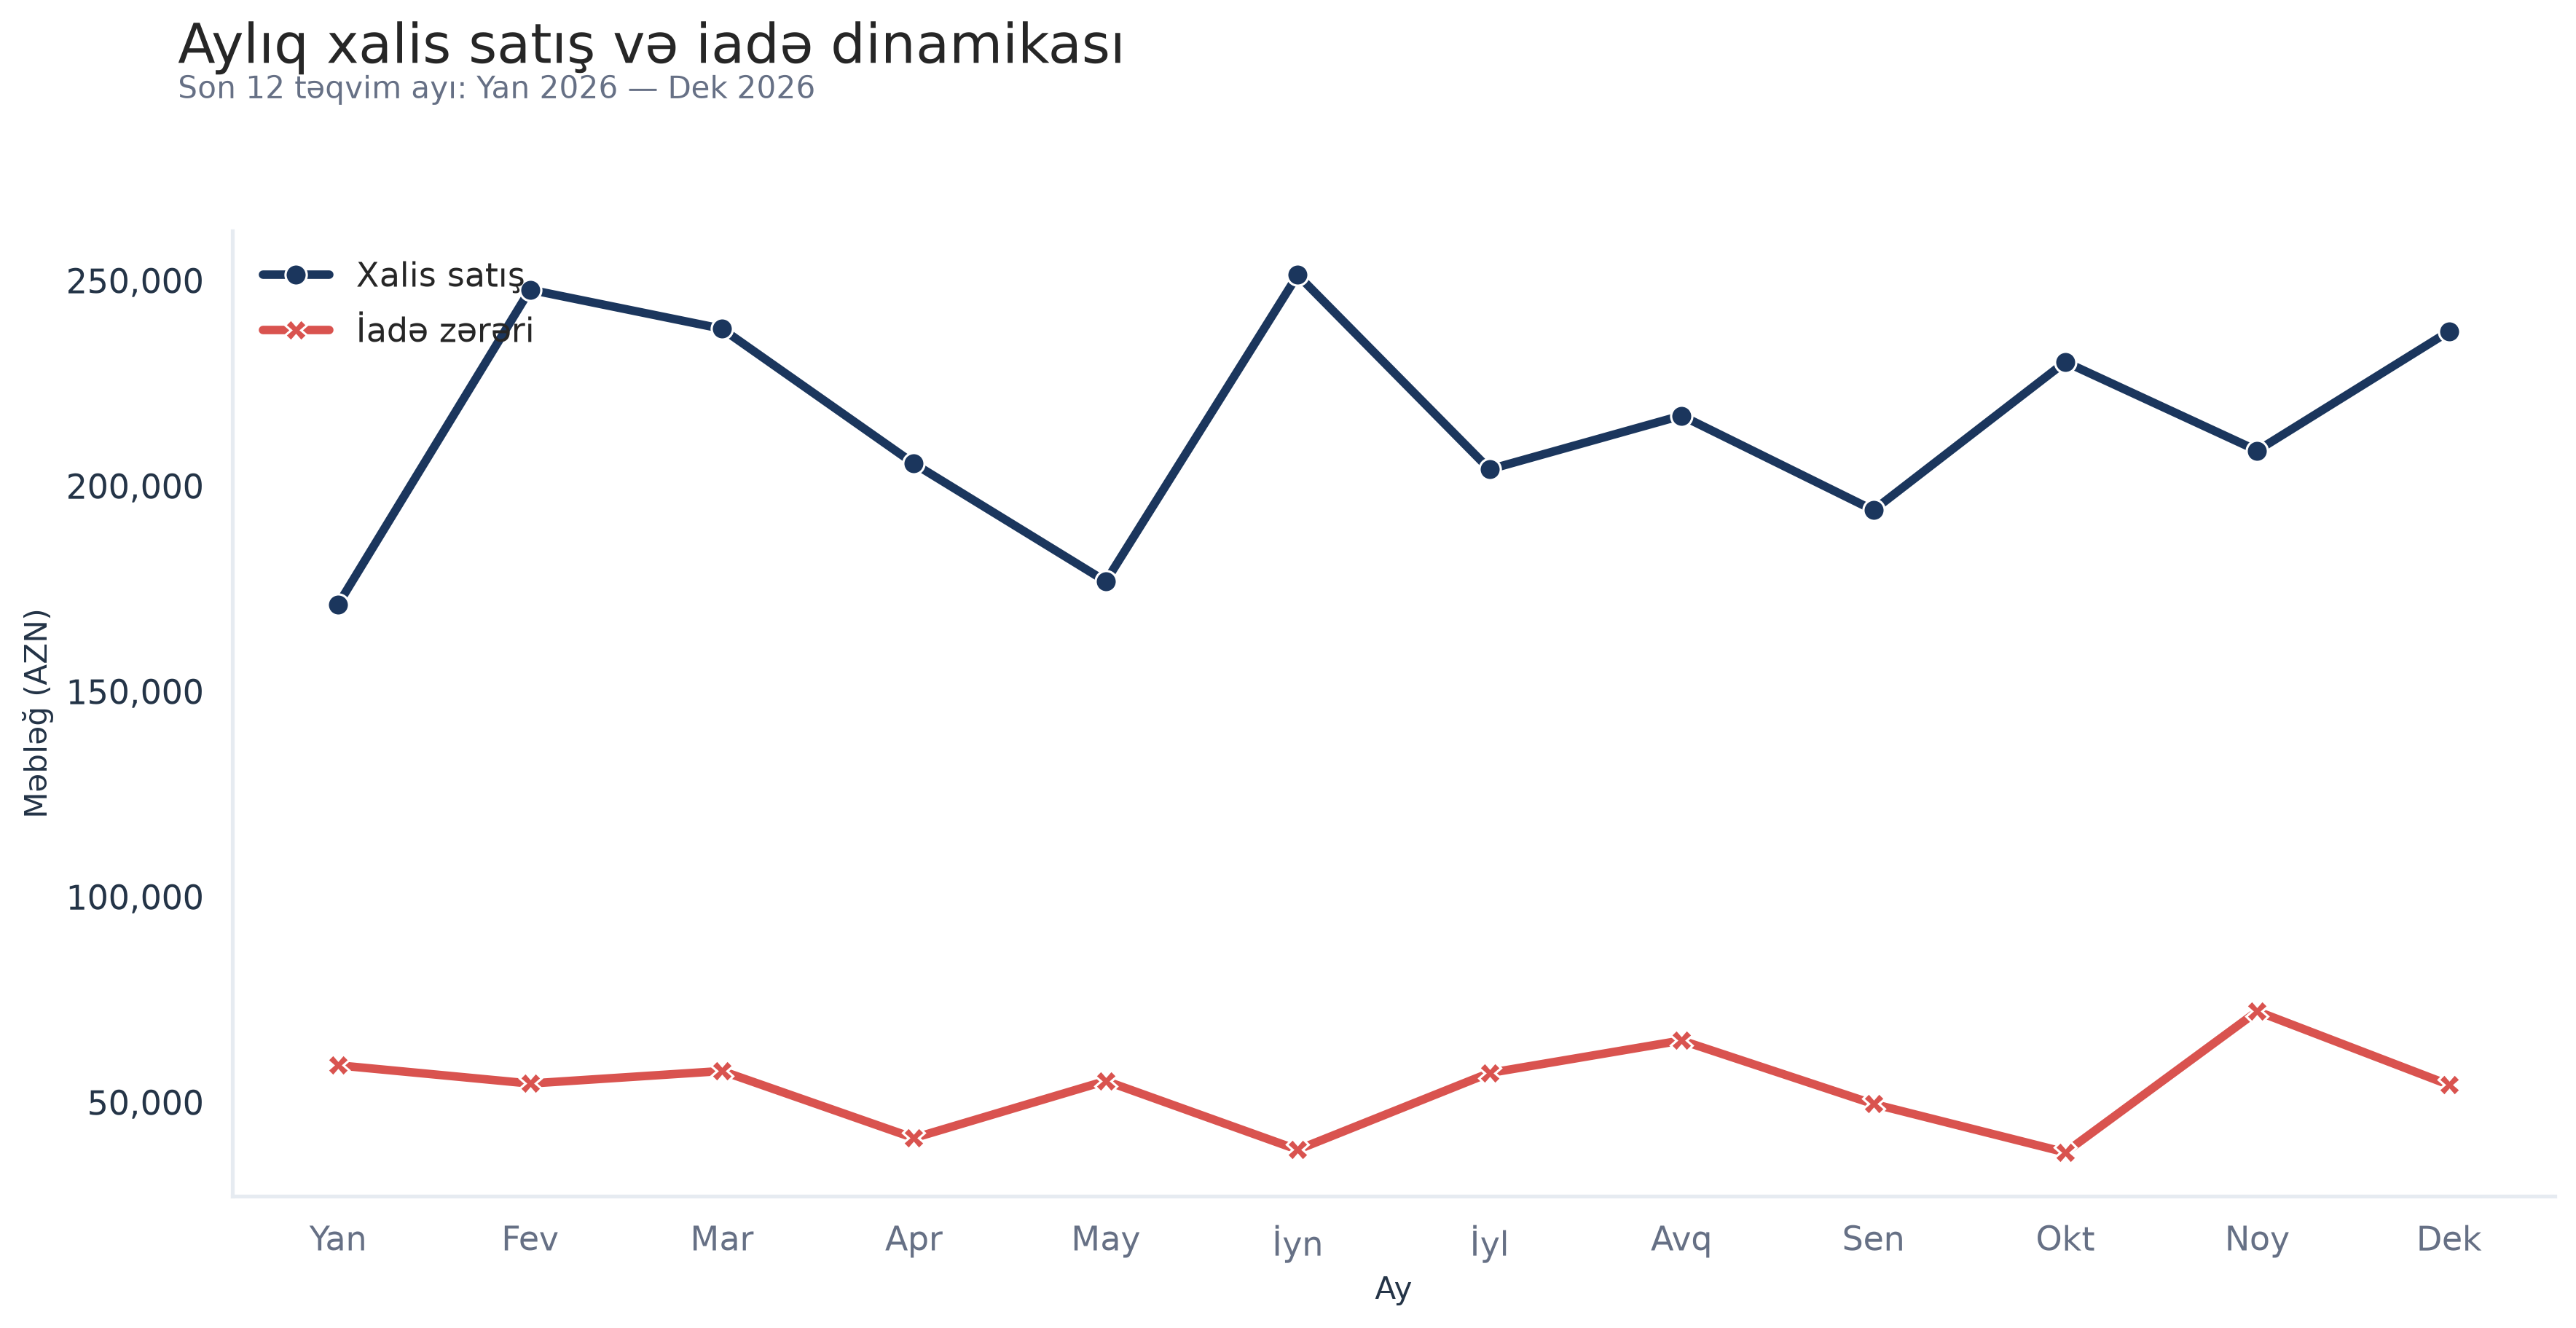 Aylıq xalis satış və iadə dinamikası
Son 12 təqvim ayı: Yan 2026 — Dek 2026
Xalis satış
İadə zərəri
Məbləğ (AZN)
250,000
200,000
150,000
100,000
50,000
Yan Fev Mar Apr May İyn İyl Avq Sen Okt Noy Dek
Ay